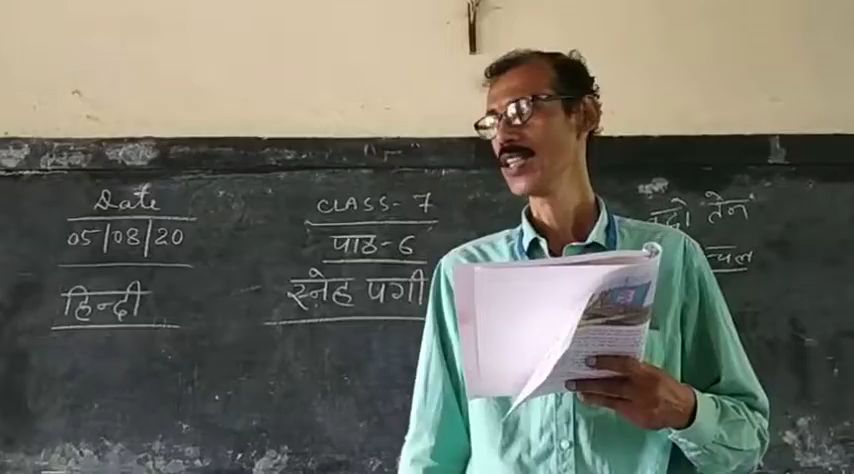 Date
05/08/20
हिन्दी
CLASS-7
पाठ-6
स्नेह पगी